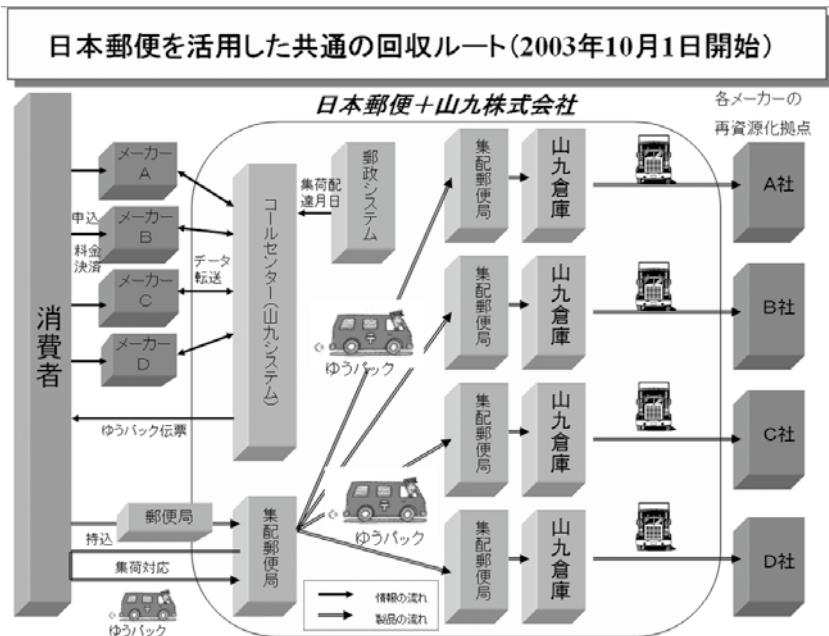 日本郵便を活用した共通の回収ルート(2003年10月1日開始)
日本郵便+山九株式会社
各メーカーの
再資源化拠点
消費者
メーカー
A
メーカー
B
メーカー
C
メーカー
D
申込
料金
決済
データ
転送
コールセンター(山九システム)
集荷配
達月日
郵政システム
ゆうパック伝票
郵便局
持込
集荷対応
ゆうパック
集配郵便局
ゆうパック
ゆうパック
集配郵便局
山九倉庫
A社
集配郵便局
山九倉庫
B社
集配郵便局
山九倉庫
C社
集配郵便局
山九倉庫
D社
情報の流れ
製品の流れ